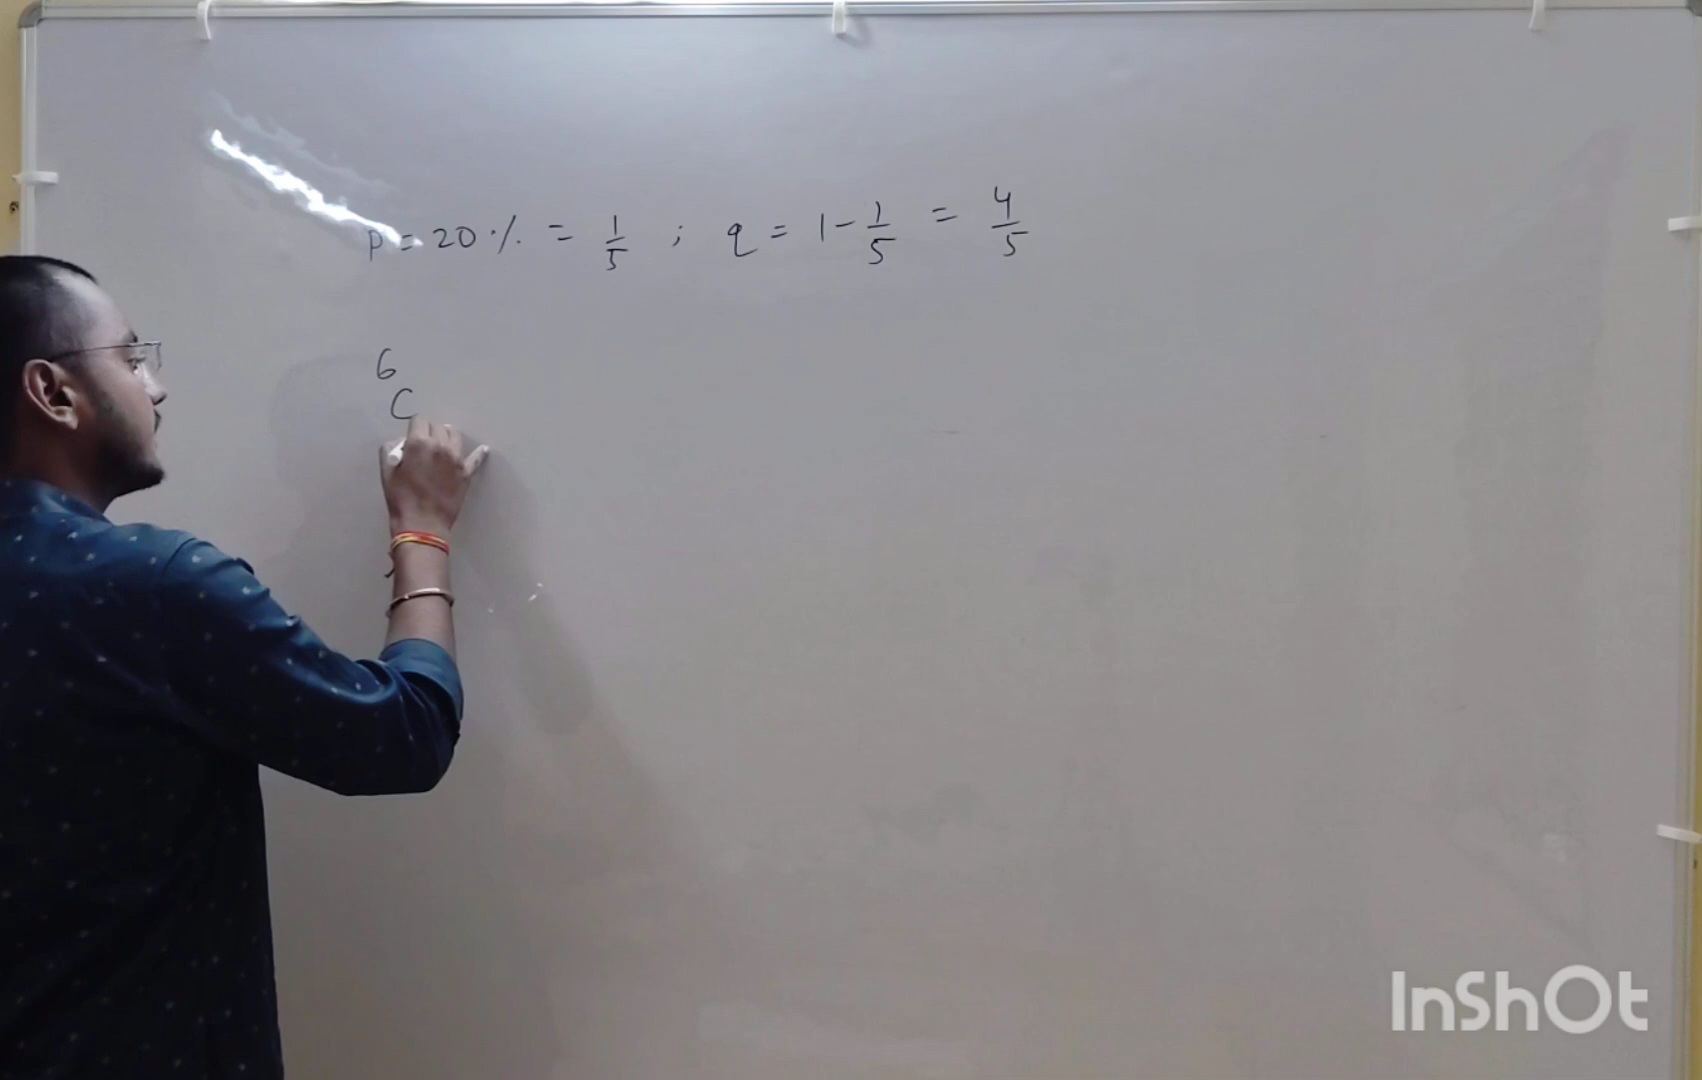 p = 20 % = 1/5 ; q = 1 - 1/5 = 4/5
6
C
InShOt